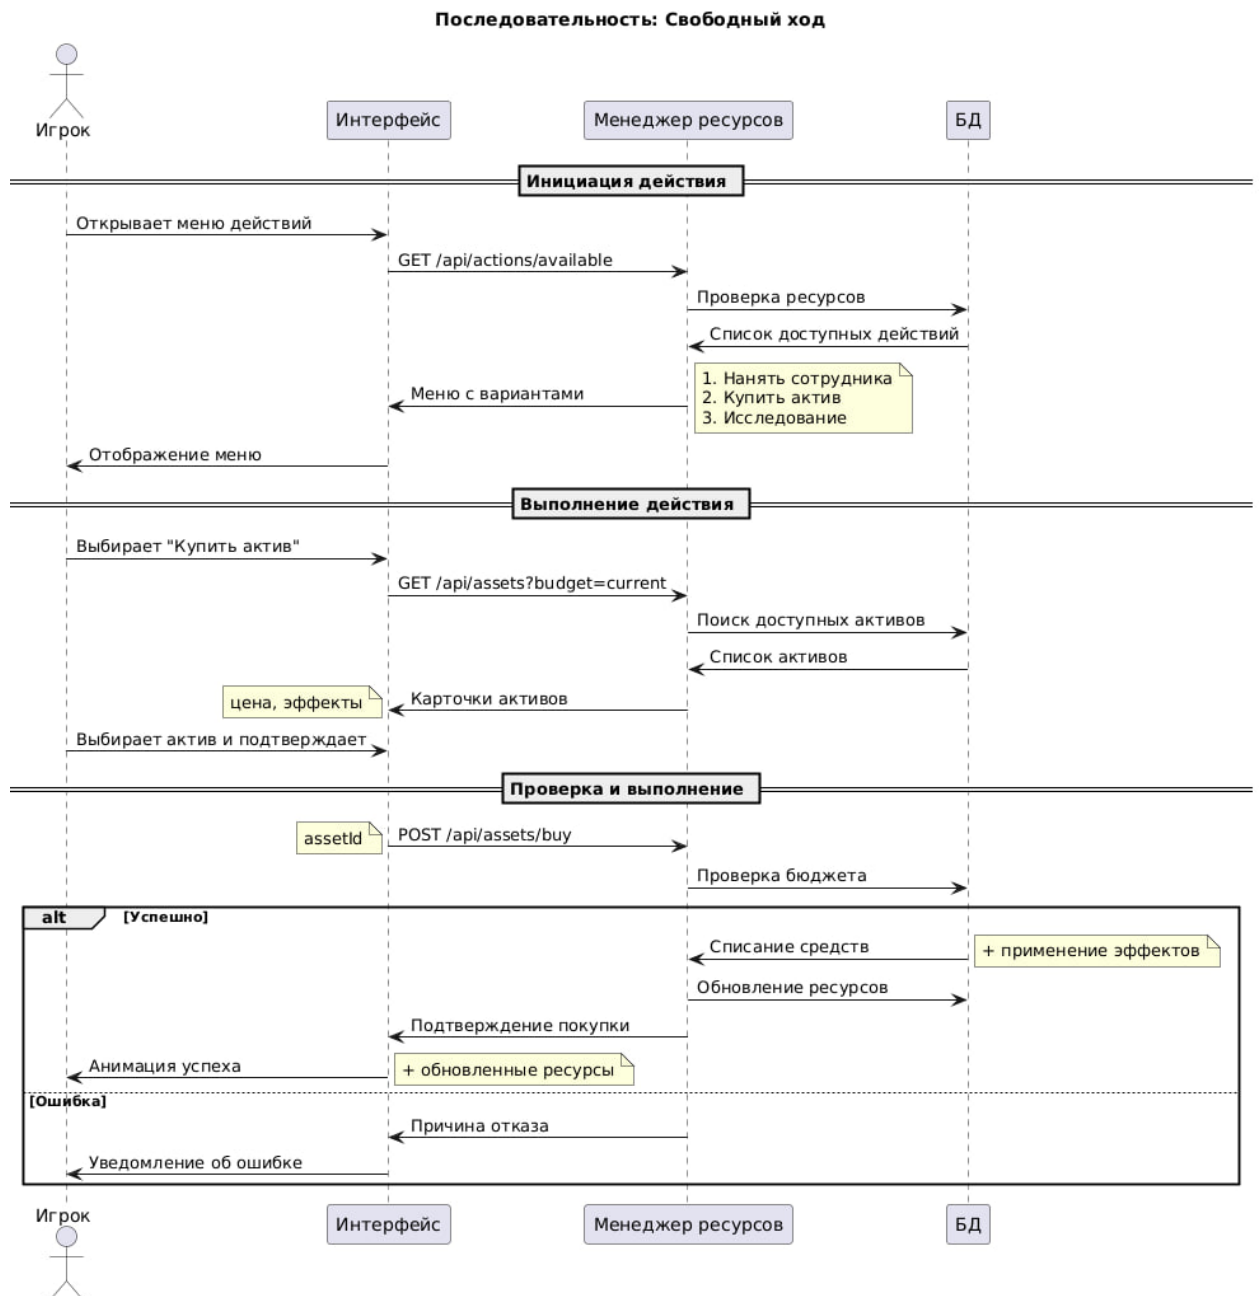 Последовательность: Свободный ход
Игрок
Интерфейс
Менеджер ресурсов
БД
Инициация действия
Открывает меню действий
GET /api/actions/available
Проверка ресурсов
Список доступных действий
1. Нанять сотрудника
2. Купить актив
3. Исследование
Меню с вариантами
Отображение меню
Выполнение действия
Выбирает "Купить актив"
GET /api/assets?budget=current
Поиск доступных активов
Список активов
цена, эффекты
Карточки активов
Выбирает актив и подтверждает
Проверка и выполнение
assetId
POST /api/assets/buy
Проверка бюджета
alt
[Успешно]
Списание средств
+ применение эффектов
Обновление ресурсов
Подтверждение покупки
Анимация успеха
+ обновленные ресурсы
[Ошибка]
Причина отказа
Уведомление об ошибке
Игрок
Интерфейс
Менеджер ресурсов
БД